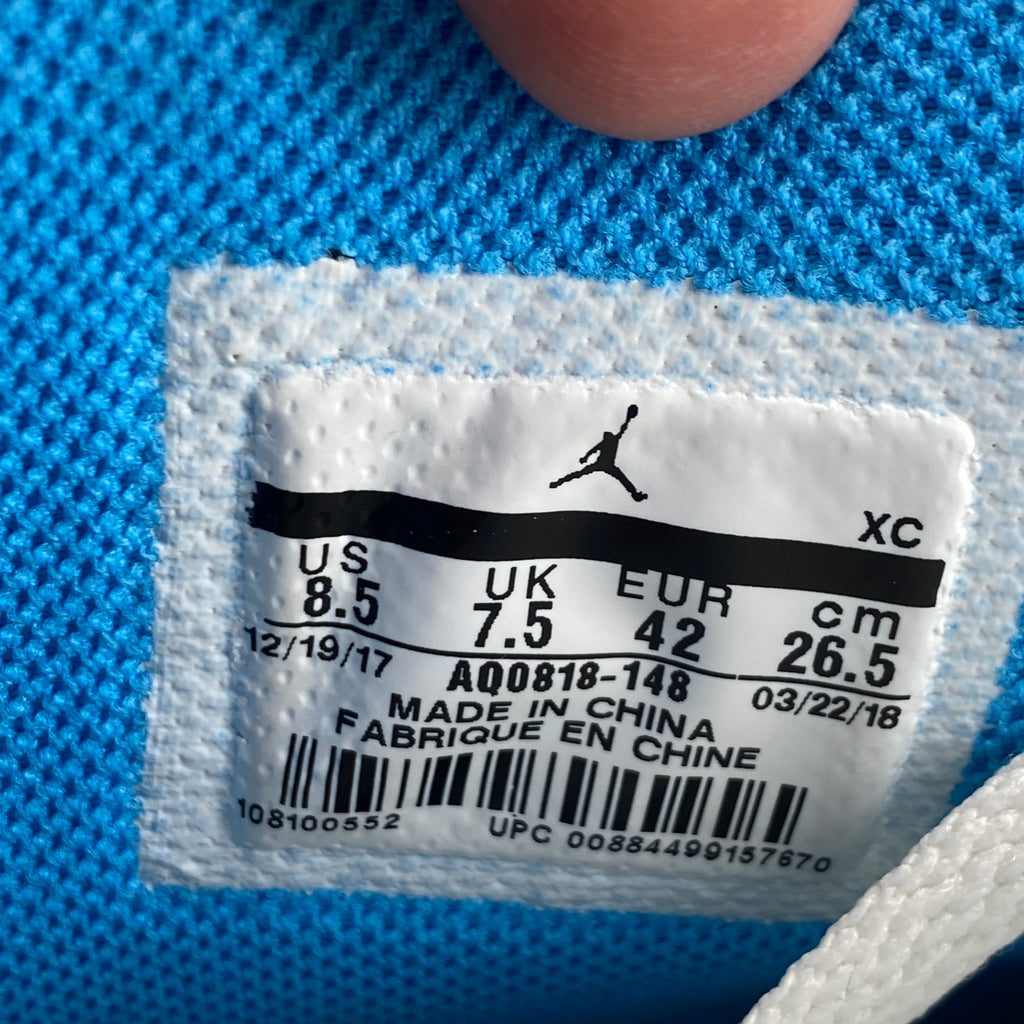 XC
US UK EUR cm
8.5 7.5 42 26.5
12/19/17 AQ0818-148 03/22/18
MADE IN CHINA
FABRIQUE EN CHINE
108100552 UPC 00884499157670